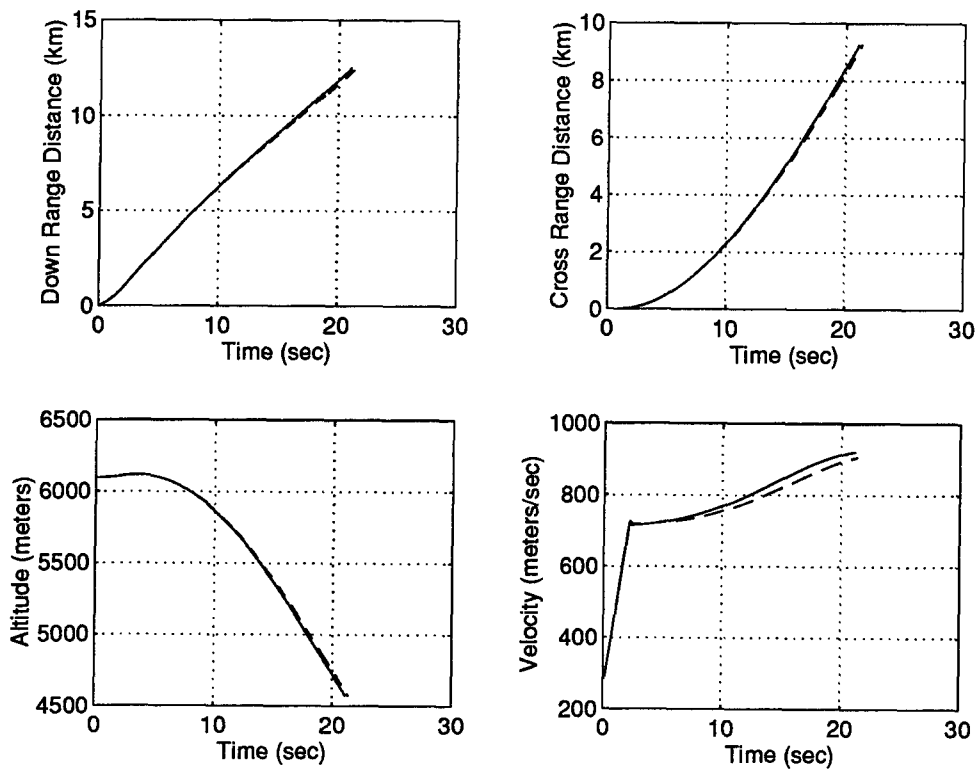 Down Range Distance (km)
15
10
5
0
0 10 20 30
Time (sec)
Cross Range Distance (km)
10
8
6
4
2
0
0 10 20 30
Time (sec)
Altitude (meters)
6500
6000
5500
5000
4500
0 10 20 30
Time (sec)
Velocity (meters/sec)
1000
800
600
400
200
0 10 20 30
Time (sec)